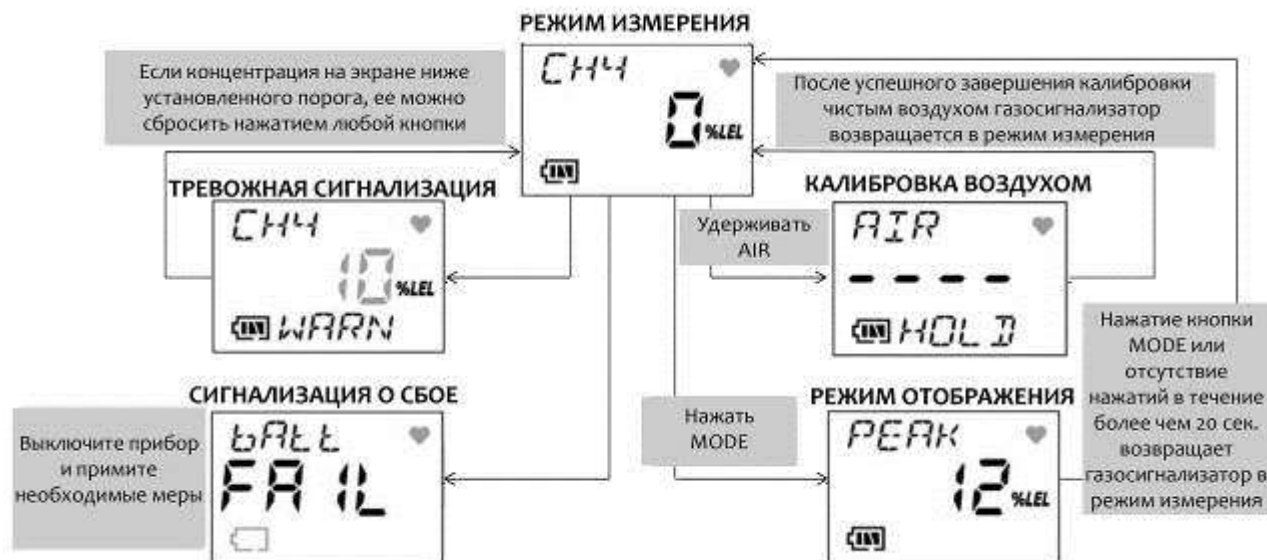 РЕЖИМ ИЗМЕРЕНИЯ
Если концентрация на экране ниже
установленного порога, ее можно
сбросить нажатием любой кнопки
CH4
0 %LEL
После успешного завершения калибровки
чистым воздухом газосигнализатор
возвращается в режим измерения
ТРЕВОЖНАЯ СИГНАЛИЗАЦИЯ
CH4
10 %LEL
WARN
Удерживать
AIR
КАЛИБРОВКА ВОЗДУХОМ
AIR
- - - -
HOLD
СИГНАЛИЗАЦИЯ О СБОЕ
Выключите прибор
и примите
необходимые меры
bAtt
FAIL
Нажать
MODE
РЕЖИМ ОТОБРАЖЕНИЯ
PEAK
12 %LEL
Нажатие кнопки
MODE или
отсутствие
нажатий в течение
более чем 20 сек.
возвращает
газосигнализатор в
режим измерения